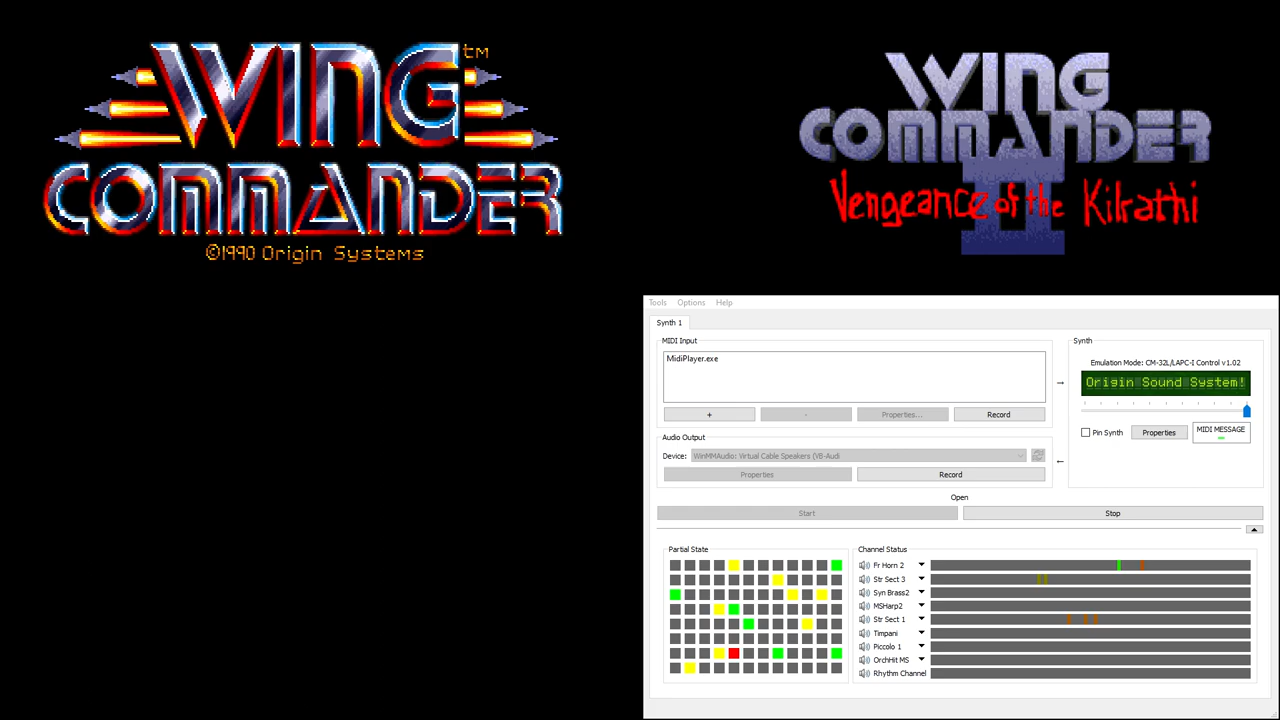 WING TM
COMMANDER
©1990 Origin Systems
WING
COMMANDER
II
Vengeance of the Kilrathi
Tools Options Help
Synth 1
MIDI Input
MidiPlayer.exe
+ - Properties... Record
Audio Output
Device: WinMMAudio: Virtual Cable Speakers (VB-Audi
Properties Record
Synth
Emulation Mode: CM-32L/LAPC-I Control v1.02
Origin Sound System!
Pin Synth Properties MIDI MESSAGE
Open
Start Stop
Partial State
Channel Status
Fr Horn 2
Str Sect 3
Syn Brass2
MSHarp2
Str Sect 1
Timpani
Piccolo 1
OrchHit MS
Rhythm Channel